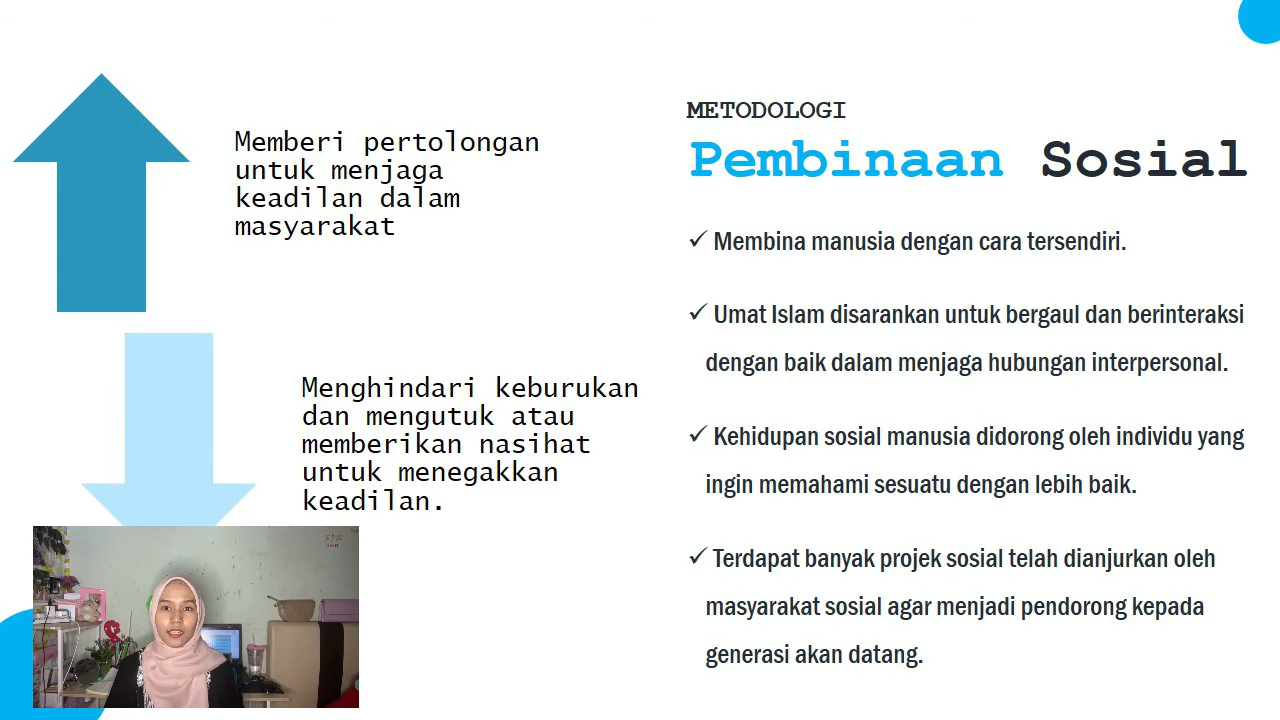 Memberi pertolongan
untuk menjaga
keadilan dalam
masyarakat
Menghindari keburukan
dan mengutuk atau
memberikan nasihat
untuk menegakkan
keadilan.
METODOLOGI
Pembinaan Sosial
✓ Membina manusia dengan cara tersendiri.
✓ Umat Islam disarankan untuk bergaul dan berinteraksi
dengan baik dalam menjaga hubungan interpersonal.
✓ Kehidupan sosial manusia didorong oleh individu yang
ingin memahami sesuatu dengan lebih baik.
✓ Terdapat banyak projek sosial telah dianjurkan oleh
masyarakat sosial agar menjadi pendorong kepada
generasi akan datang.